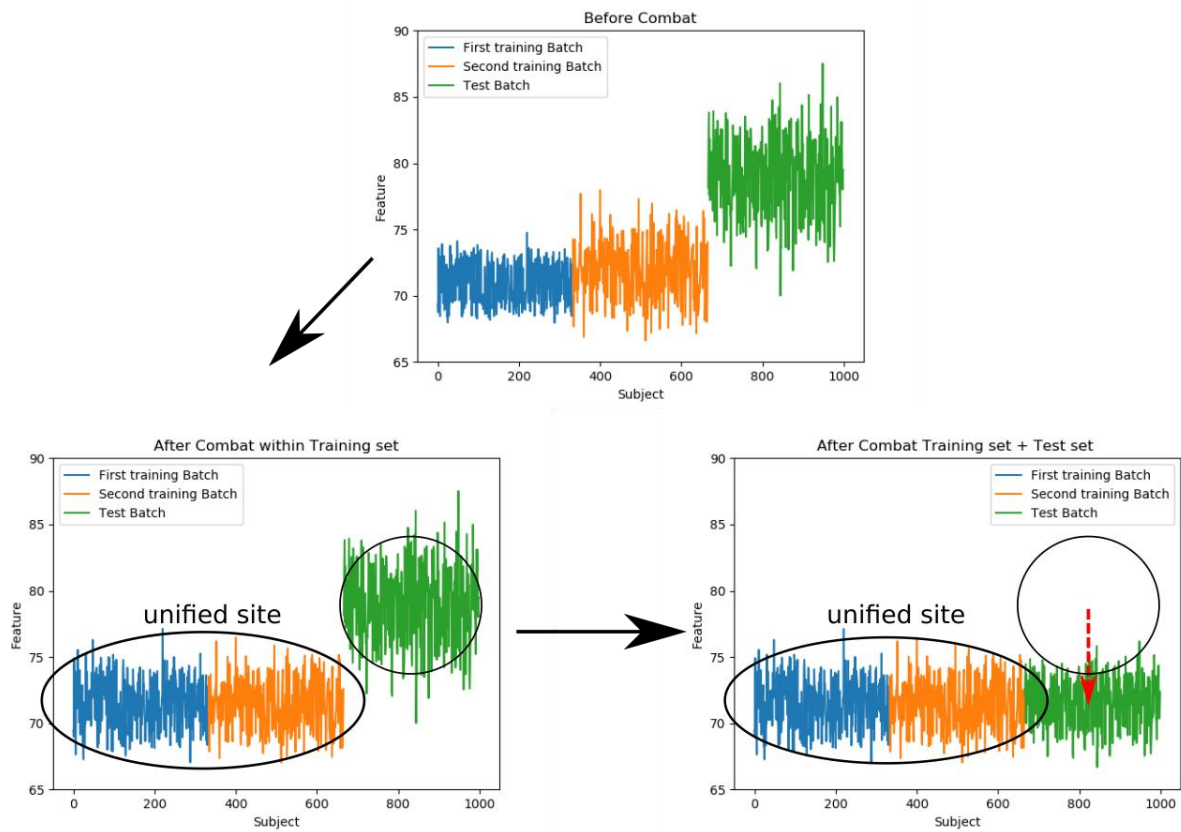 Before Combat
90
85
80
75
70
65
Feature
First training Batch
Second training Batch
Test Batch
0 200 400 600 800 1000
Subject
After Combat within Training set
90
85
80
75
70
65
Feature
First training Batch
Second training Batch
Test Batch
unified site
0 200 400 600 800 1000
Subject
After Combat Training set + Test set
90
85
80
75
70
65
Feature
First training Batch
Second training Batch
Test Batch
unified site
0 200 400 600 800 1000
Subject